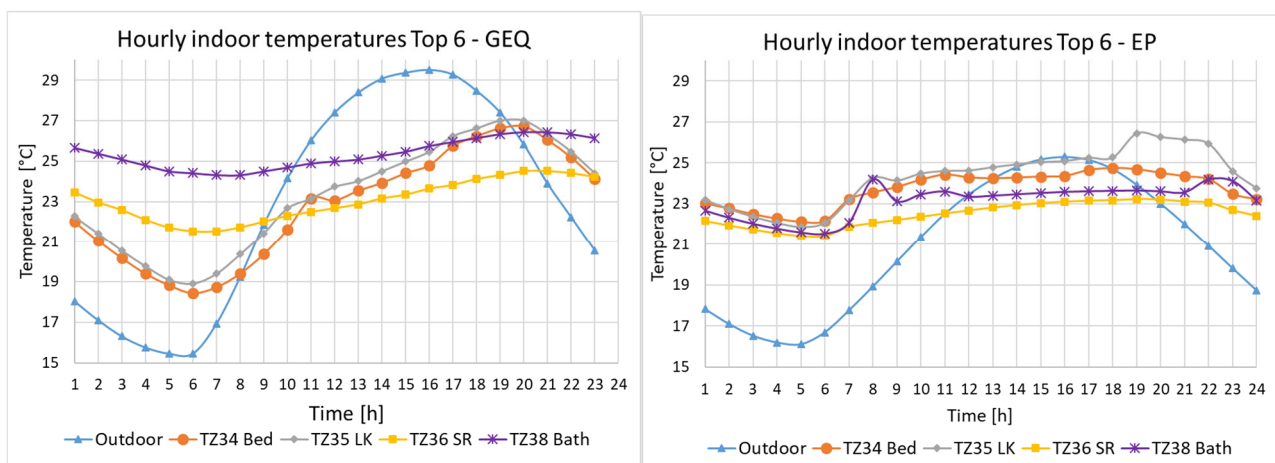 Hourly indoor temperatures Top 6 - GEQ
Temperature [°C]
29
27
25
23
21
19
17
15
1 2 3 4 5 6 7 8 9 10 11 12 13 14 15 16 17 18 19 20 21 22 23 24
Time [h]
Outdoor TZ34 Bed TZ35 LK TZ36 SR TZ38 Bath
Hourly indoor temperatures Top 6 - EP
Temperature [°C]
29
27
25
23
21
19
17
15
1 2 3 4 5 6 7 8 9 10 11 12 13 14 15 16 17 18 19 20 21 22 23 24
Time [h]
Outdoor TZ34 Bed TZ35 LK TZ36 SR TZ38 Bath